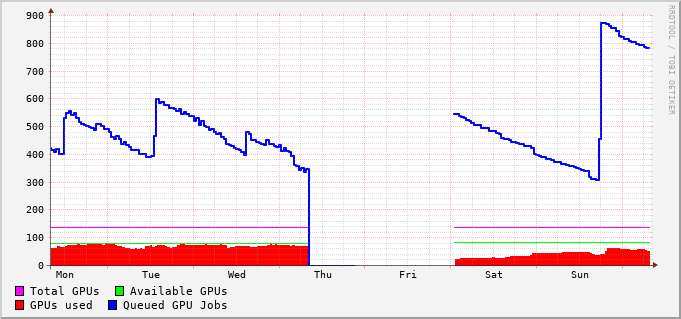 900
800
700
600
500
400
300
200
100
0
Mon Tue Wed Thu Fri Sat Sun
Total GPUs Available GPUs
GPUs used Queued GPU Jobs
RRDTOOL / TOBI OETIKER